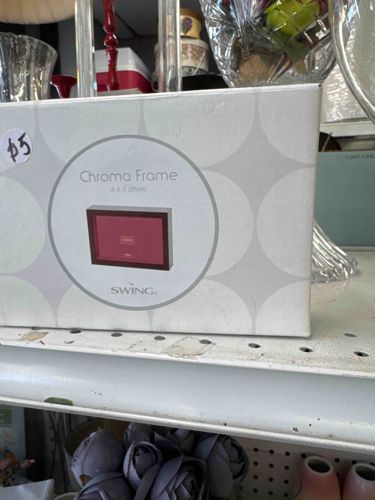 $5
Chroma Frame
4 x 6 photo
SWING